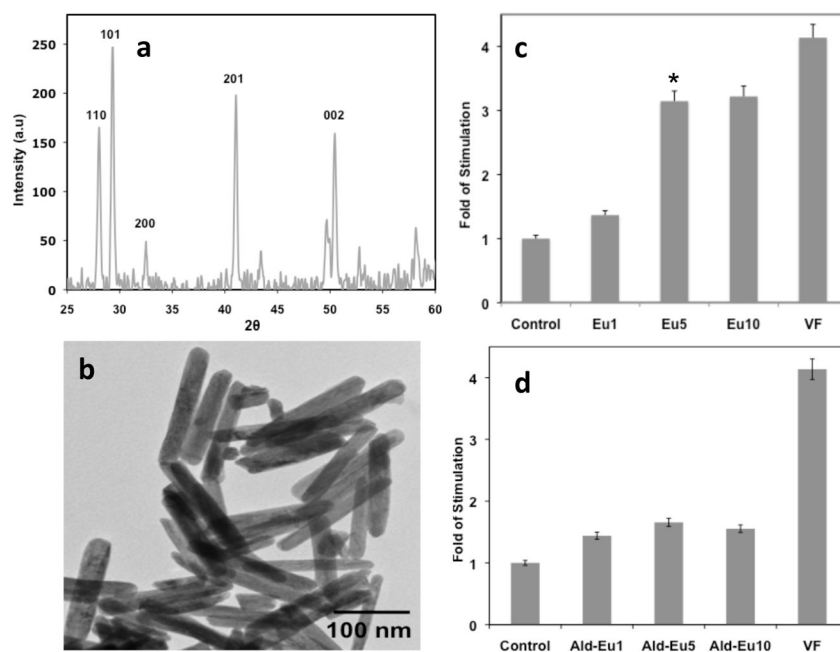 a
250
200
150
100
50
0
Intensity (a.u)
110
101
200
201
002
25 30 35 40 45 50 55 60
2θ
b
100 nm
c
*
4
3
2
1
0
Fold of Stimulation
Control Eu1 Eu5 Eu10 VF
d
4
3
2
1
0
Fold of Stimulation
Control Ald-Eu1 Ald-Eu5 Ald-Eu10 VF